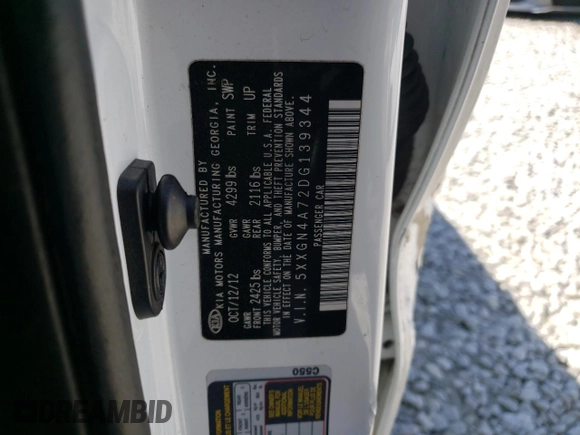 MANUFACTURED BY
KIA MOTORS MANUFACTURING GEORGIA, INC.
OCT/12/12 GVWR 4299 lbs PAINT SWP
GAWR FRONT 2425 lbs GAWR REAR 2116 lbs TRIM UP
THIS VEHICLE CONFORMS TO ALL APPLICABLE U.S.A. FEDERAL
MOTOR VEHICLE SAFETY, BUMPER, AND THEFT PREVENTION STANDARDS
IN EFFECT ON THE DATE OF MANUFACTURE SHOWN ABOVE.
V.I.N. 5XXGN4A72DG139344
PASSENGER CAR
KIA
C550
DREAMBID